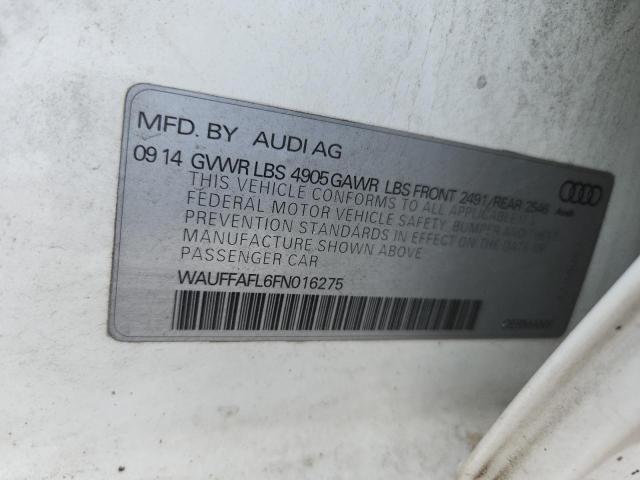 MFD. BY AUDI AG
09 14 GVWR LBS 4905 GAWR LBS FRONT 2491/REAR 2546
THIS VEHICLE CONFORMS TO ALL APPLICABLE
FEDERAL MOTOR VEHICLE SAFETY, BUMPER AND THEFT
PREVENTION STANDARDS IN EFFECT ON THE DATE OF
MANUFACTURE SHOWN ABOVE.
PASSENGER CAR
WAUFFAFL6FN016275
Audi
GERMANY